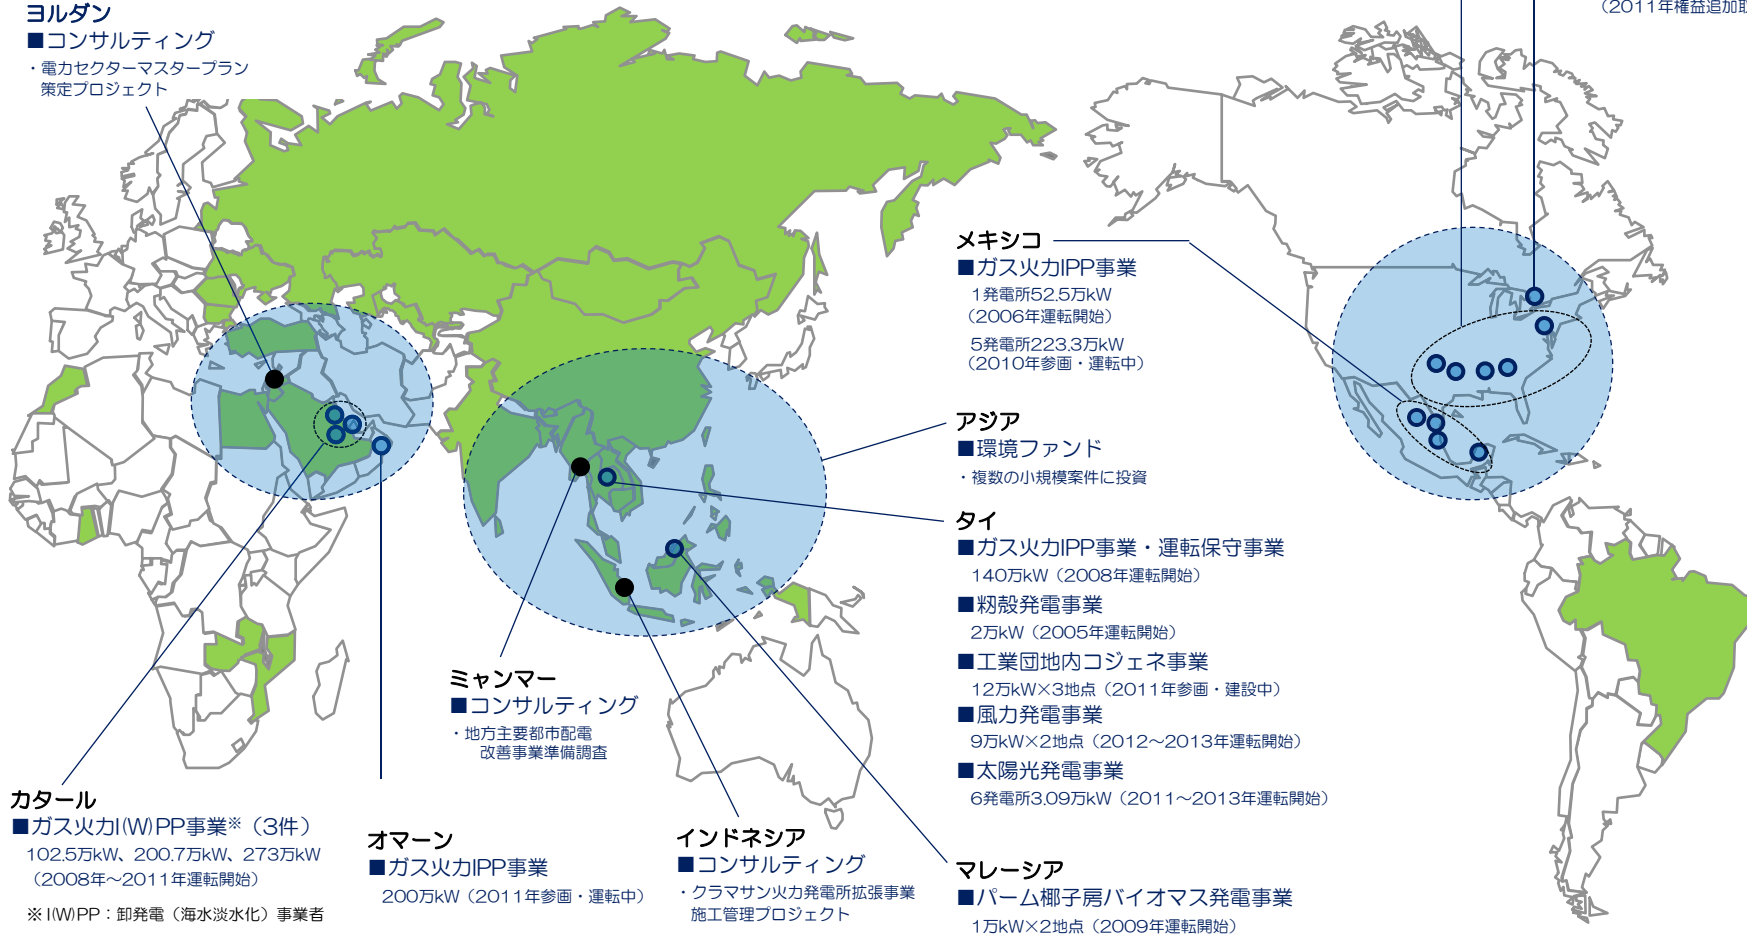 ヨルダン
■コンサルティング
・電力セクターマスタープラン
策定プロジェクト
（2011年権益追加取
メキシコ
■ガス火力IPP事業
1発電所52.5万kW
（2006年運転開始）
5発電所223.3万kW
（2010年参画・運転中）
アジア
■環境ファンド
・複数の小規模案件に投資
タイ
■ガス火力IPP事業・運転保守事業
140万kW（2008年運転開始）
■籾殻発電事業
2万kW（2005年運転開始）
■工業団地内コジェネ事業
12万kW×3地点（2011年参画・建設中）
■風力発電事業
9万kW×2地点（2012～2013年運転開始）
■太陽光発電事業
6発電所3.09万kW（2011～2013年運転開始）
ミャンマー
■コンサルティング
・地方主要都市配電
改善事業準備調査
カタール
■ガス火力I(W)PP事業※（3件）
102.5万kW、200.7万kW、273万kW
（2008年～2011年運転開始）
※I(W)PP：卸発電（海水淡水化）事業者
オマーン
■ガス火力IPP事業
200万kW（2011年参画・運転中）
インドネシア
■コンサルティング
・クラマサン火力発電所拡張事業
施工管理プロジェクト
マレーシア
■パーム椰子房バイオマス発電事業
1万kW×2地点（2009年運転開始）